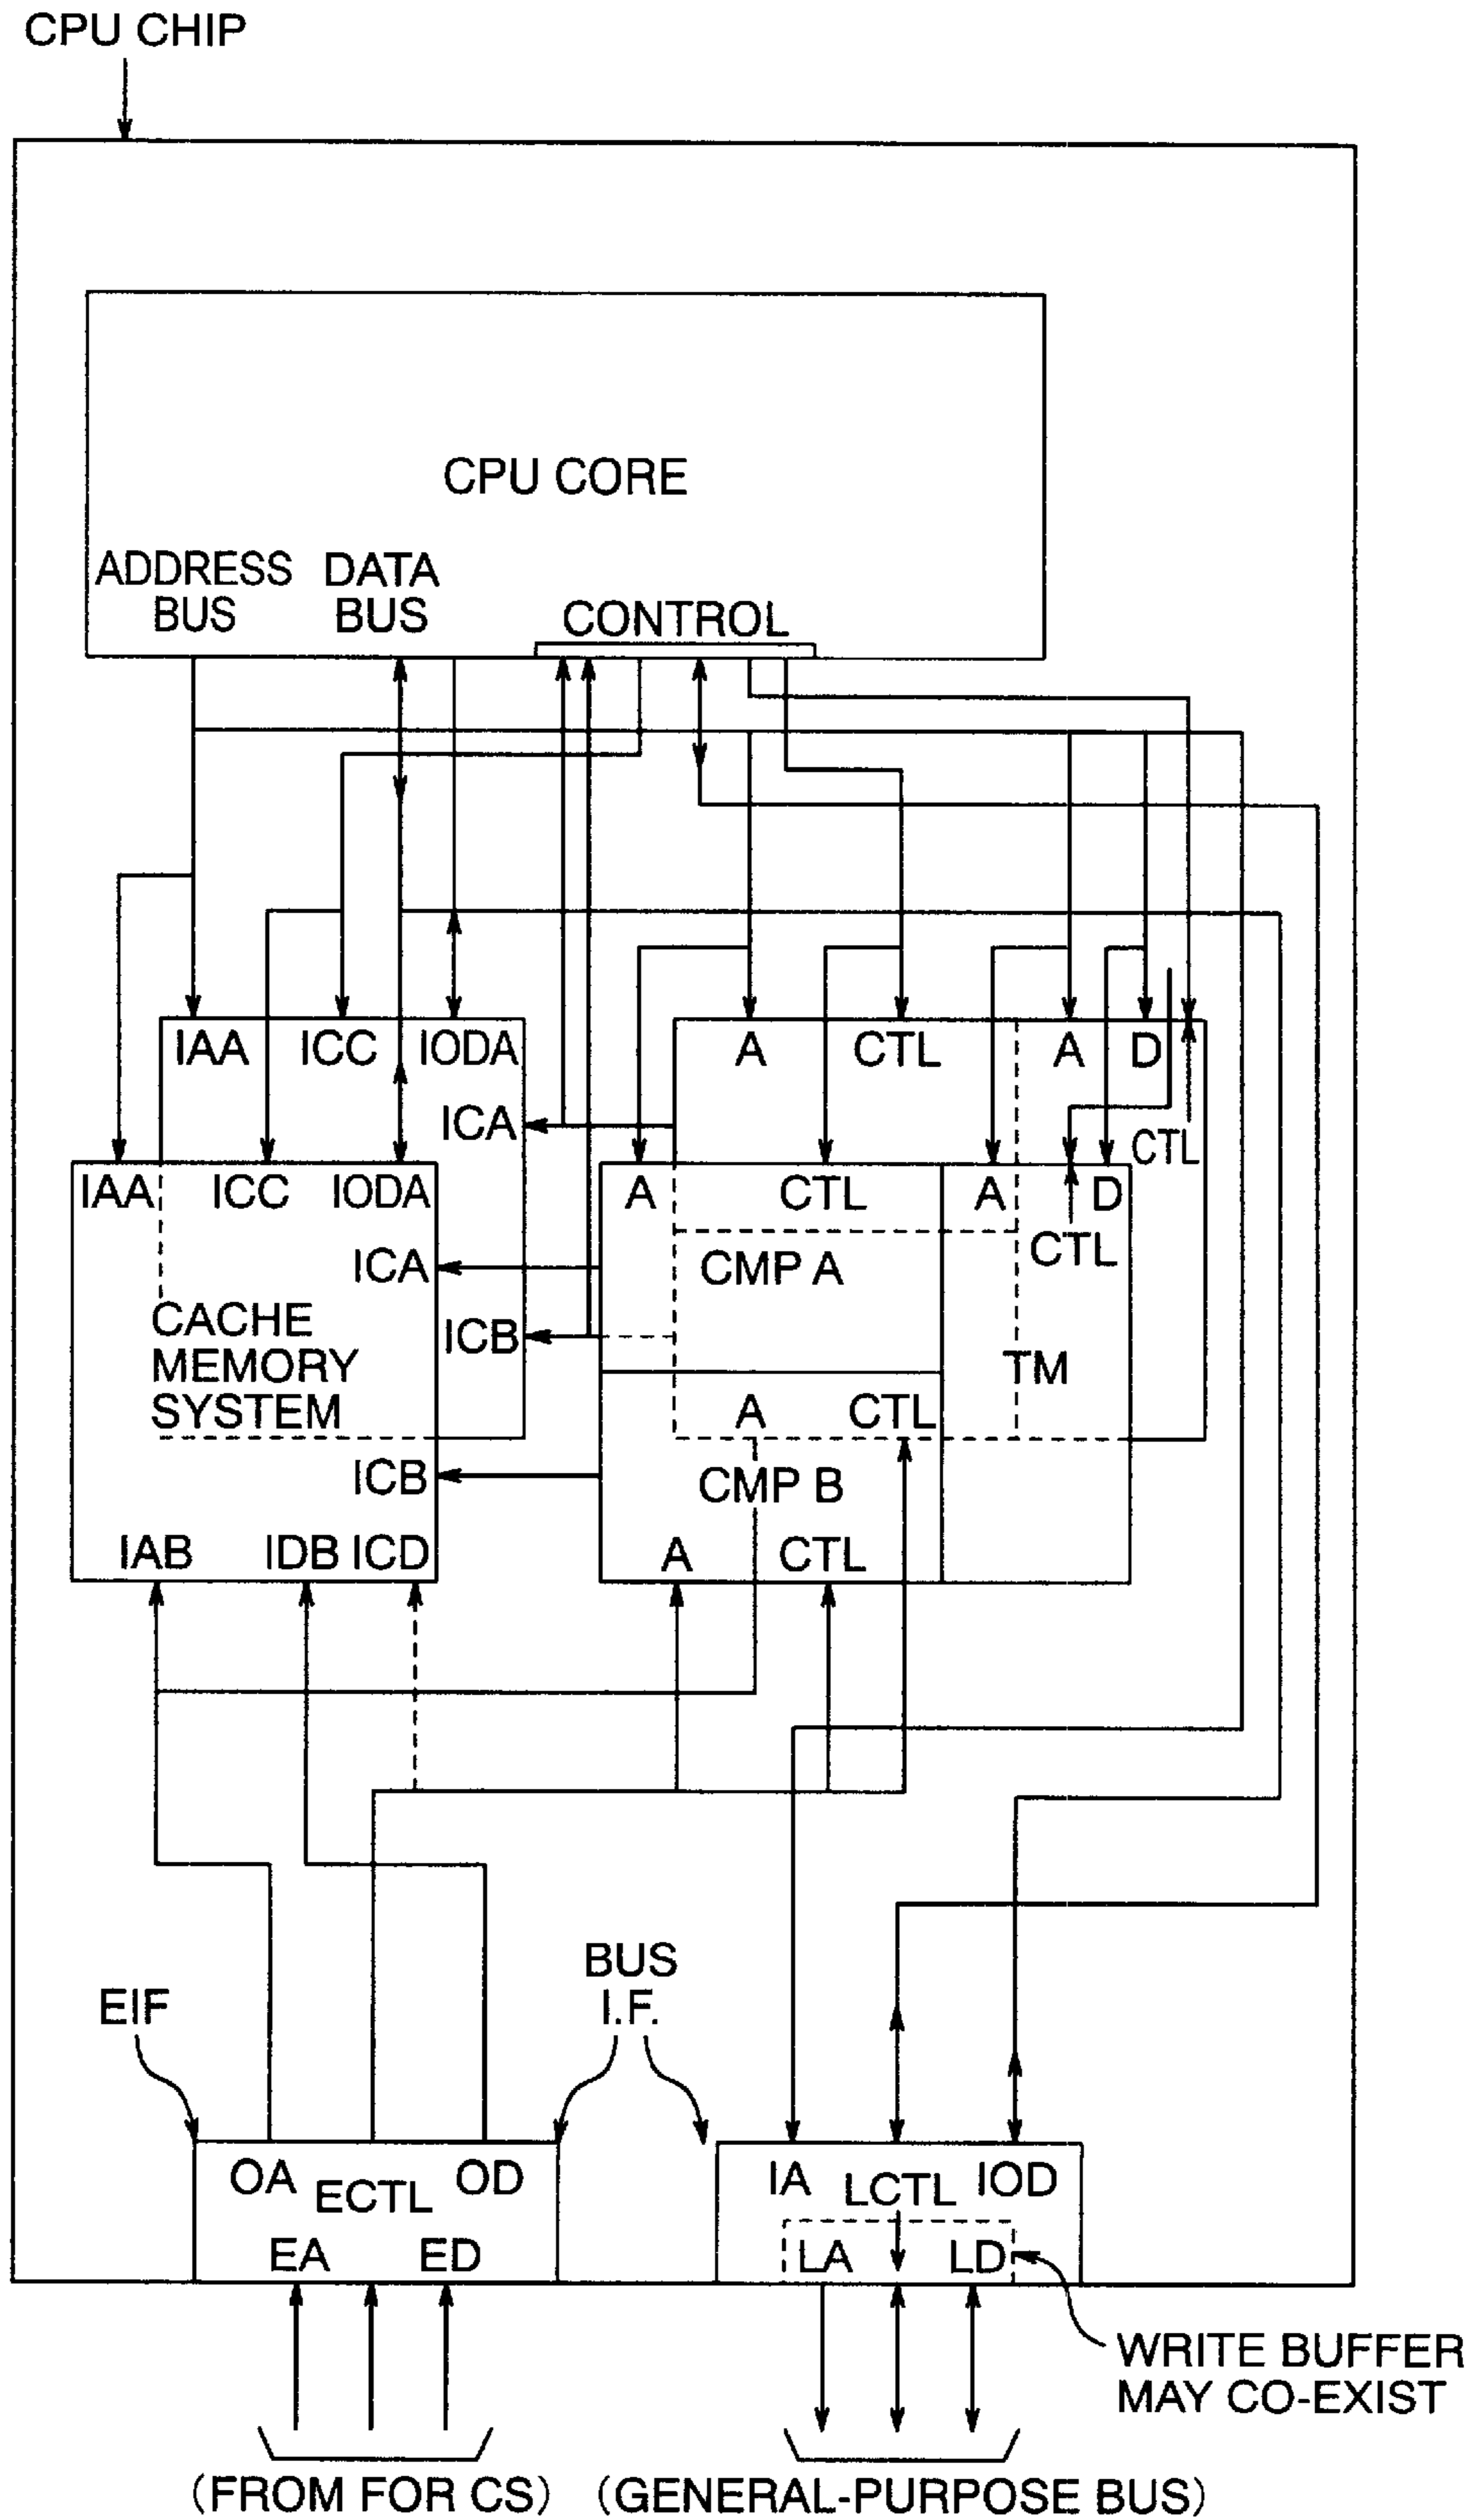 CPU CHIP
CPU CORE
ADDRESS
BUS
DATA
BUS
CONTROL
IAA
ICC
IODA
A
CTL
A
D
ICA
CTL
IAA
ICC
IODA
A
CTL
A
D
CTL
ICA
CMP A
CACHE
MEMORY
SYSTEM
ICB
TM
A
CTL
ICB
CMP B
IAB
IDB
ICD
A
CTL
EIF
BUS
I.F.
OA
ECTL
OD
EA
ED
IA
LCTL
IOD
LA
LD
WRITE BUFFER
MAY CO-EXIST
(FROM FOR CS)
(GENERAL-PURPOSE BUS)